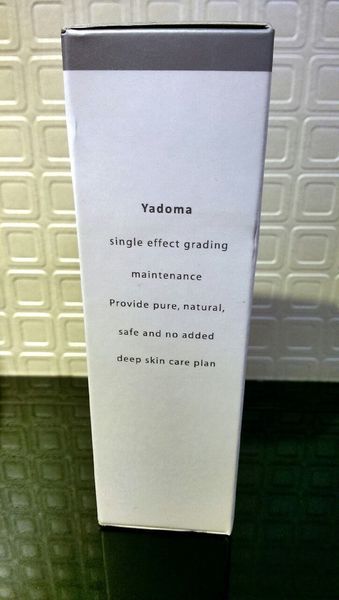 Yadoma
single effect grading
maintenance
Provide pure, natural,
safe and no added
deep skin care plan